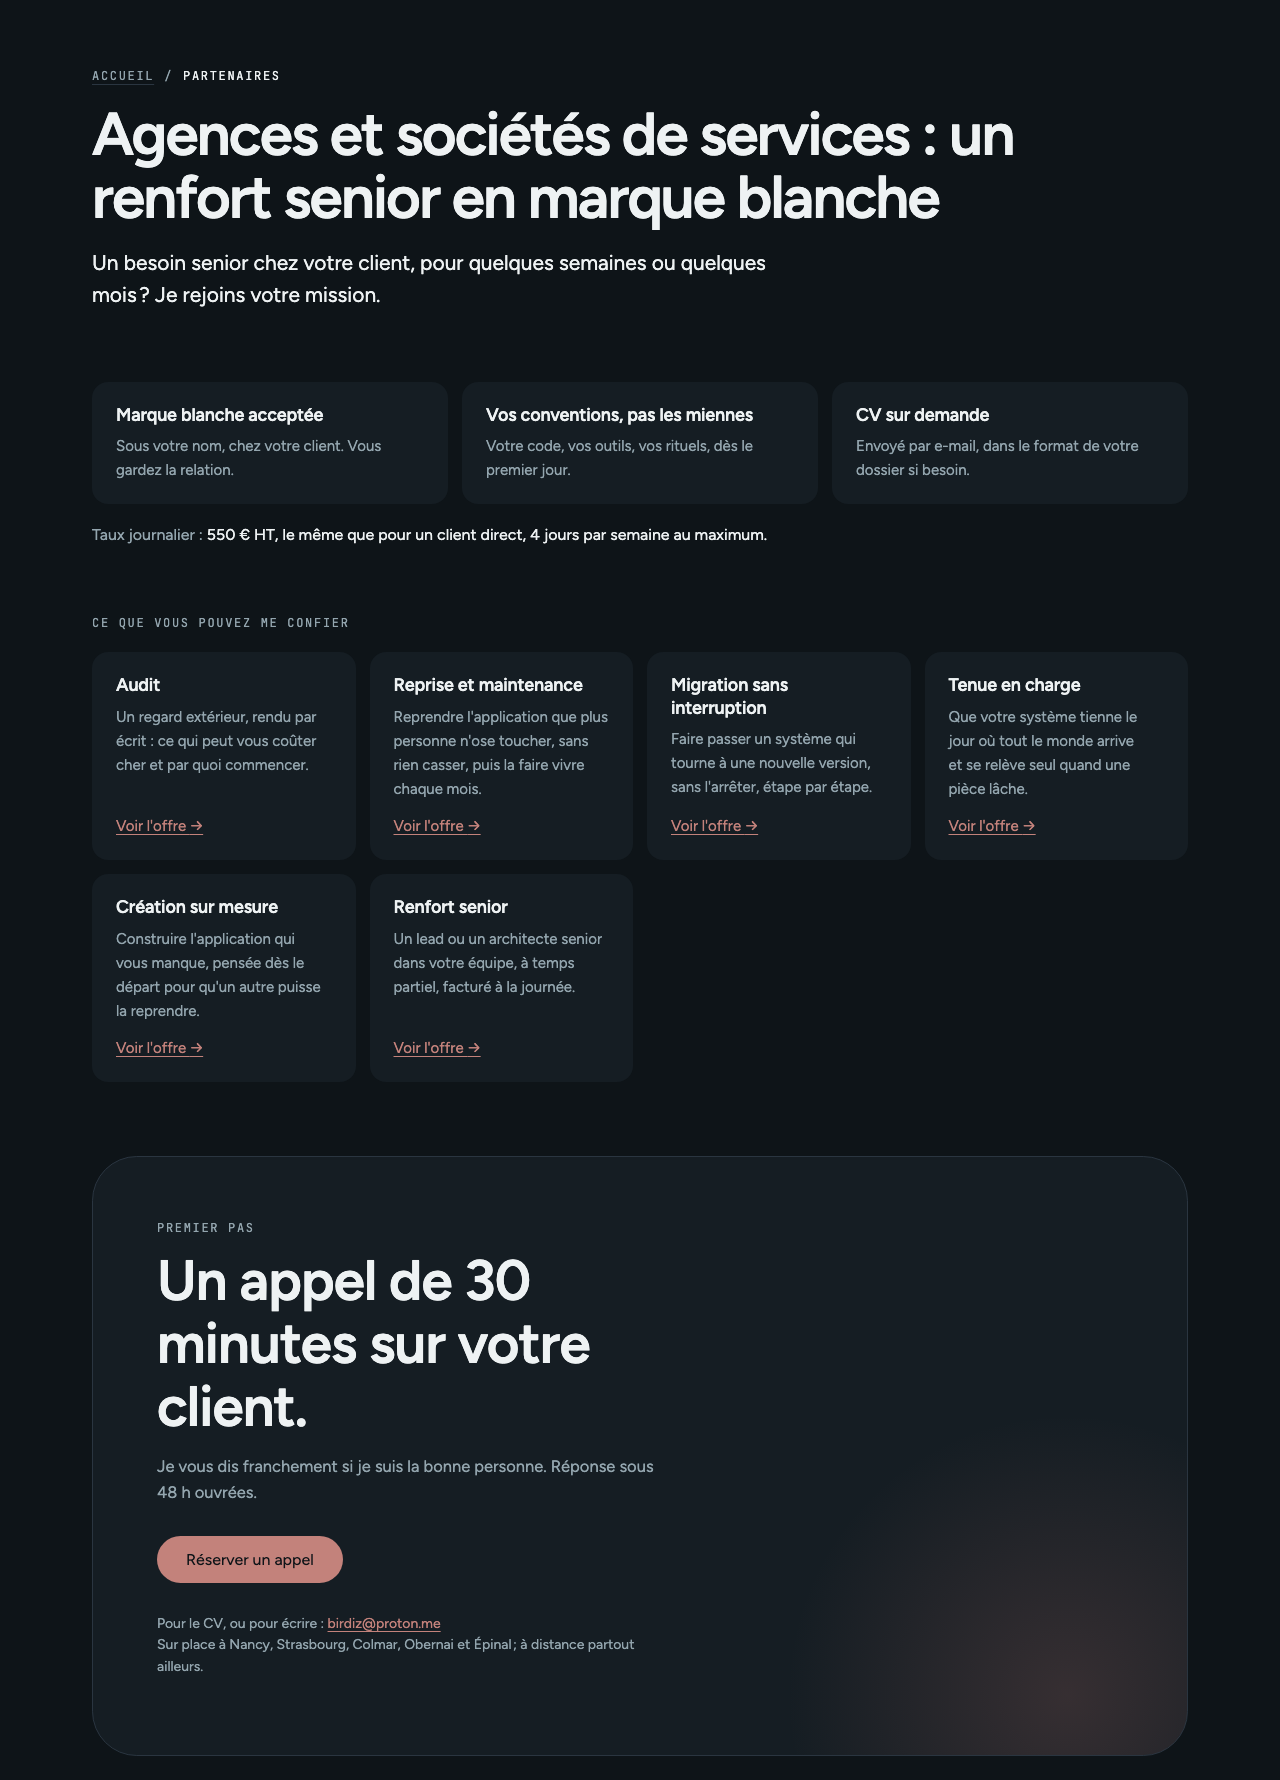 ACCUEIL / PARTENAIRES
Agences et sociétés de services : un
renfort senior en marque blanche
Un besoin senior chez votre client, pour quelques semaines ou quelques
mois ? Je rejoins votre mission.
Marque blanche acceptée
Sous votre nom, chez votre client. Vous
gardez la relation.
Vos conventions, pas les miennes
Votre code, vos outils, vos rituels, dès le
premier jour.
CV sur demande
Envoyé par e-mail, dans le format de votre
dossier si besoin.
Taux journalier : 550 € HT, le même que pour un client direct, 4 jours par semaine au maximum.
CE QUE VOUS POUVEZ ME CONFIER
Audit
Un regard extérieur, rendu par
écrit : ce qui peut vous coûter
cher et par quoi commencer.
Voir l'offre →
Reprise et maintenance
Reprendre l'application que plus
personne n'ose toucher, sans
rien casser, puis la faire vivre
chaque mois.
Voir l'offre →
Migration sans
interruption
Faire passer un système qui
tourne à une nouvelle version,
sans l'arrêter, étape par étape.
Voir l'offre →
Tenue en charge
Que votre système tienne le
jour où tout le monde arrive
et se relève seul quand une
pièce lâche.
Voir l'offre →
Création sur mesure
Construire l'application qui
vous manque, pensée dès le
départ pour qu'un autre puisse
la reprendre.
Voir l'offre →
Renfort senior
Un lead ou un architecte senior
dans votre équipe, à temps
partiel, facturé à la journée.
Voir l'offre →
PREMIER PAS
Un appel de 30
minutes sur votre
client.
Je vous dis franchement si je suis la bonne personne. Réponse sous
48 h ouvrées.
Réserver un appel
Pour le CV, ou pour écrire : birdiz@proton.me
Sur place à Nancy, Strasbourg, Colmar, Obernai et Épinal ; à distance partout
ailleurs.